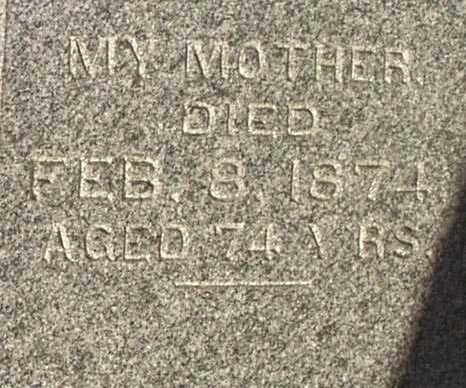 MY MOTHER.
DIED
FEB. 8, 1874
AGED 74 YRS.